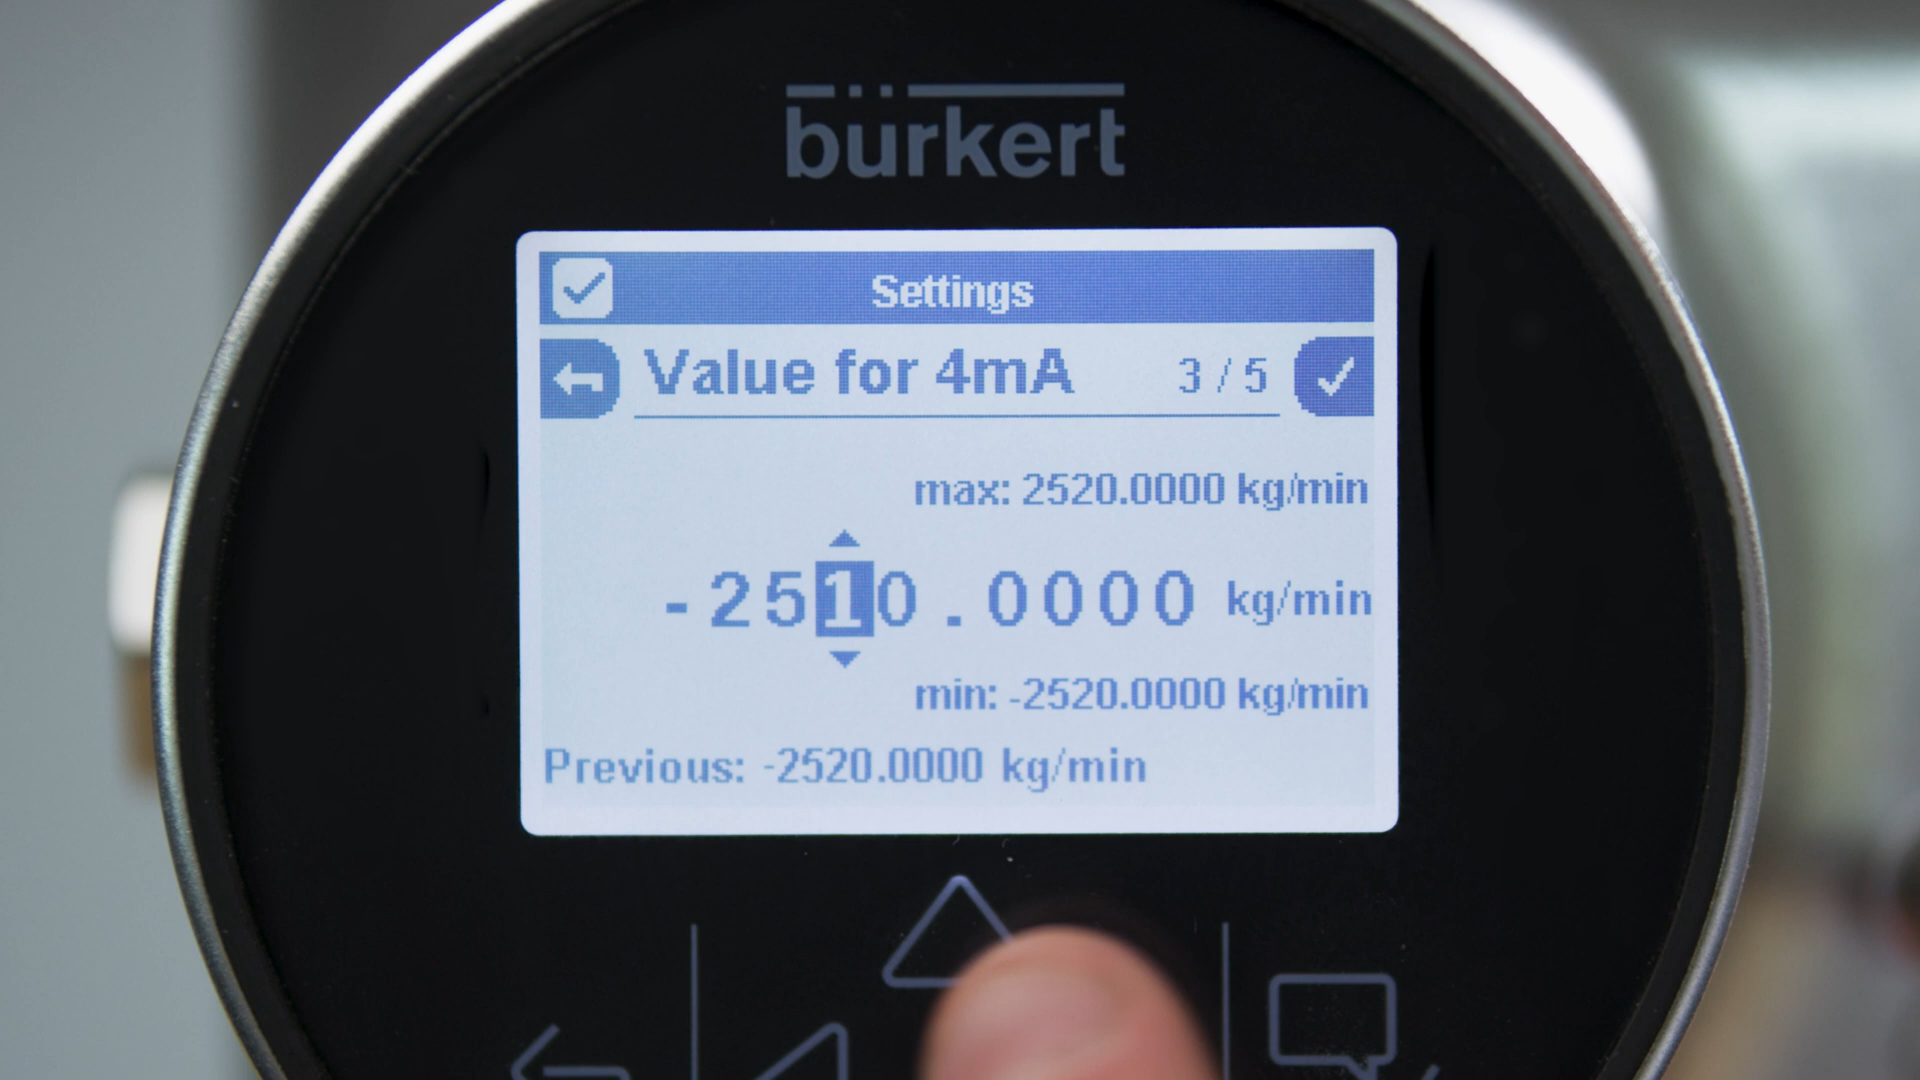 burkert
Settings
Value for 4mA 3 / 5
max: 2520.0000 kg/min
-2510.0000 kg/min
min: -2520.0000 kg/min
Previous: -2520.0000 kg/min